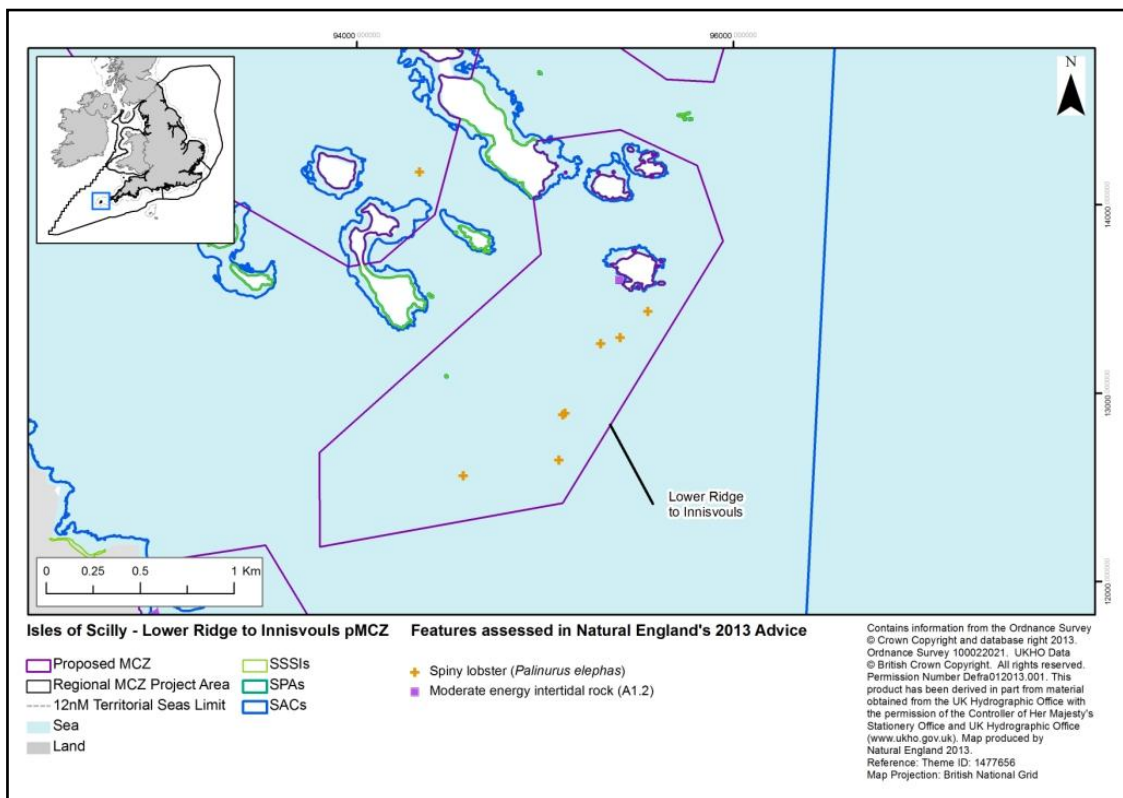 94000 000000
96000 000000
N
14000 000000
13000 000000
Lower Ridge
to Innisvouls
0 0.25 0.5 1 Km
12000 000000
Isles of Scilly - Lower Ridge to Innisvouls pMCZ
Proposed MCZ
Regional MCZ Project Area
12nM Territorial Seas Limit
Sea
Land
SSSIs
SPAs
SACs
Features assessed in Natural England's 2013 Advice
Spiny lobster (Palinurus elephas)
Moderate energy intertidal rock (A1.2)
Contains information from the Ordnance Survey
© Crown Copyright and database right 2013.
Ordnance Survey 100022021. UKHO Data
© British Crown Copyright. All rights reserved.
Permission Number Defra012013.001. This
product has been derived in part from material
obtained from the UK Hydrographic Office with
the permission of the Controller of Her Majesty's
Stationery Office and UK Hydrographic Office
(www.ukho.gov.uk). Map produced by
Natural England 2013.
Reference: Theme ID: 1477656
Map Projection: British National Grid